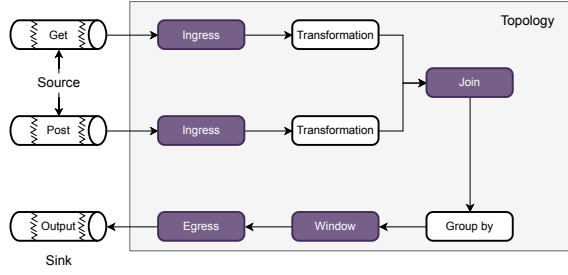 Topology
Get
Ingress
Transformation
Source
Join
Post
Ingress
Transformation
Output
Egress
Window
Group by
Sink